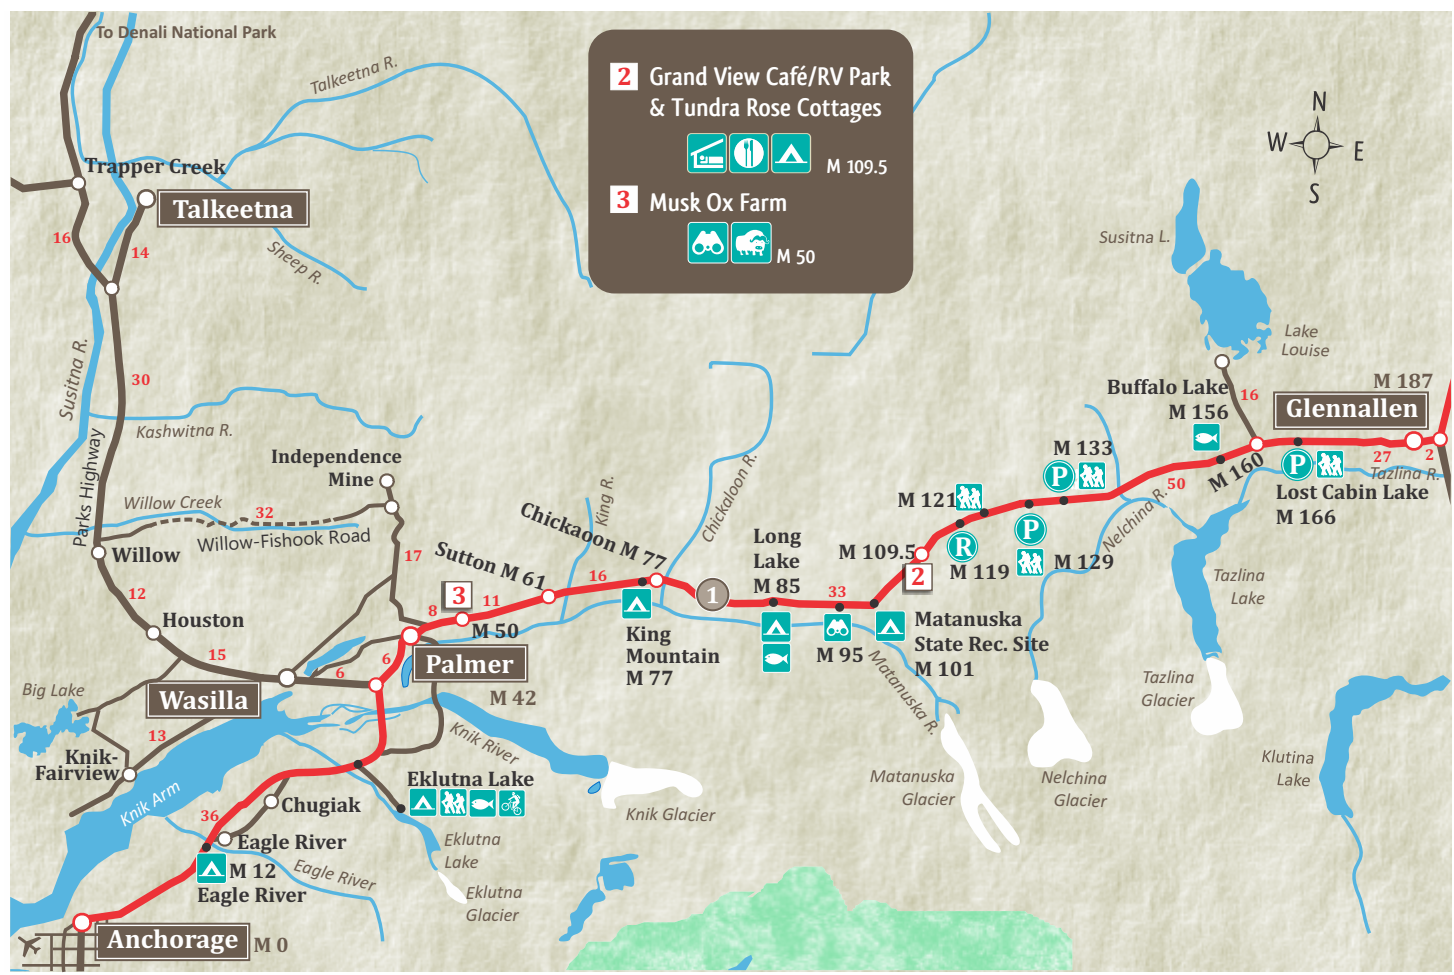 To Denali National Park
Talkeetna R.
2 Grand View Café/RV Park
& Tundra Rose Cottages
M 109.5
3 Musk Ox Farm
M 50
N
W
E
S
Trapper Creek
Talkeetna
16
14
Sheep R.
Susitna L.
Lake
Louise
Susitna R.
30
Kashwitna R.
Parks Highway
Independence
Mine
Willow Creek
32
Willow-Fishook Road
Willow
17
12
Houston
15
Big Lake
Wasilla
6
6
Palmer
M 42
8
3
11
M 50
Sutton M 61
16
Chickaoon M 77
King R.
Chickaloon R.
King
Mountain
M 77
1
Long
Lake
M 85
33
M 95
Matanuska R.
M 109.5
2
Matanuska
State Rec. Site
M 101
M 121
R
M 119
P
M 133
P
M 129
Nelchina R.
50
Buffalo Lake
M 156
16
M 160
M 187
Glennallen
27
2
Tazlina R.
P
Lost Cabin Lake
M 166
Tazlina
Lake
Tazlina
Glacier
Klutina
Lake
Nelchina
Glacier
Matanuska
Glacier
Knik River
Knik Glacier
13
Knik-
Fairview
Knik Arm
Eklutna Lake
Chugiak
36
Eagle River
Eklutna
Lake
M 12
Eagle River
Eagle River
Eklutna
Glacier
Anchorage
M 0